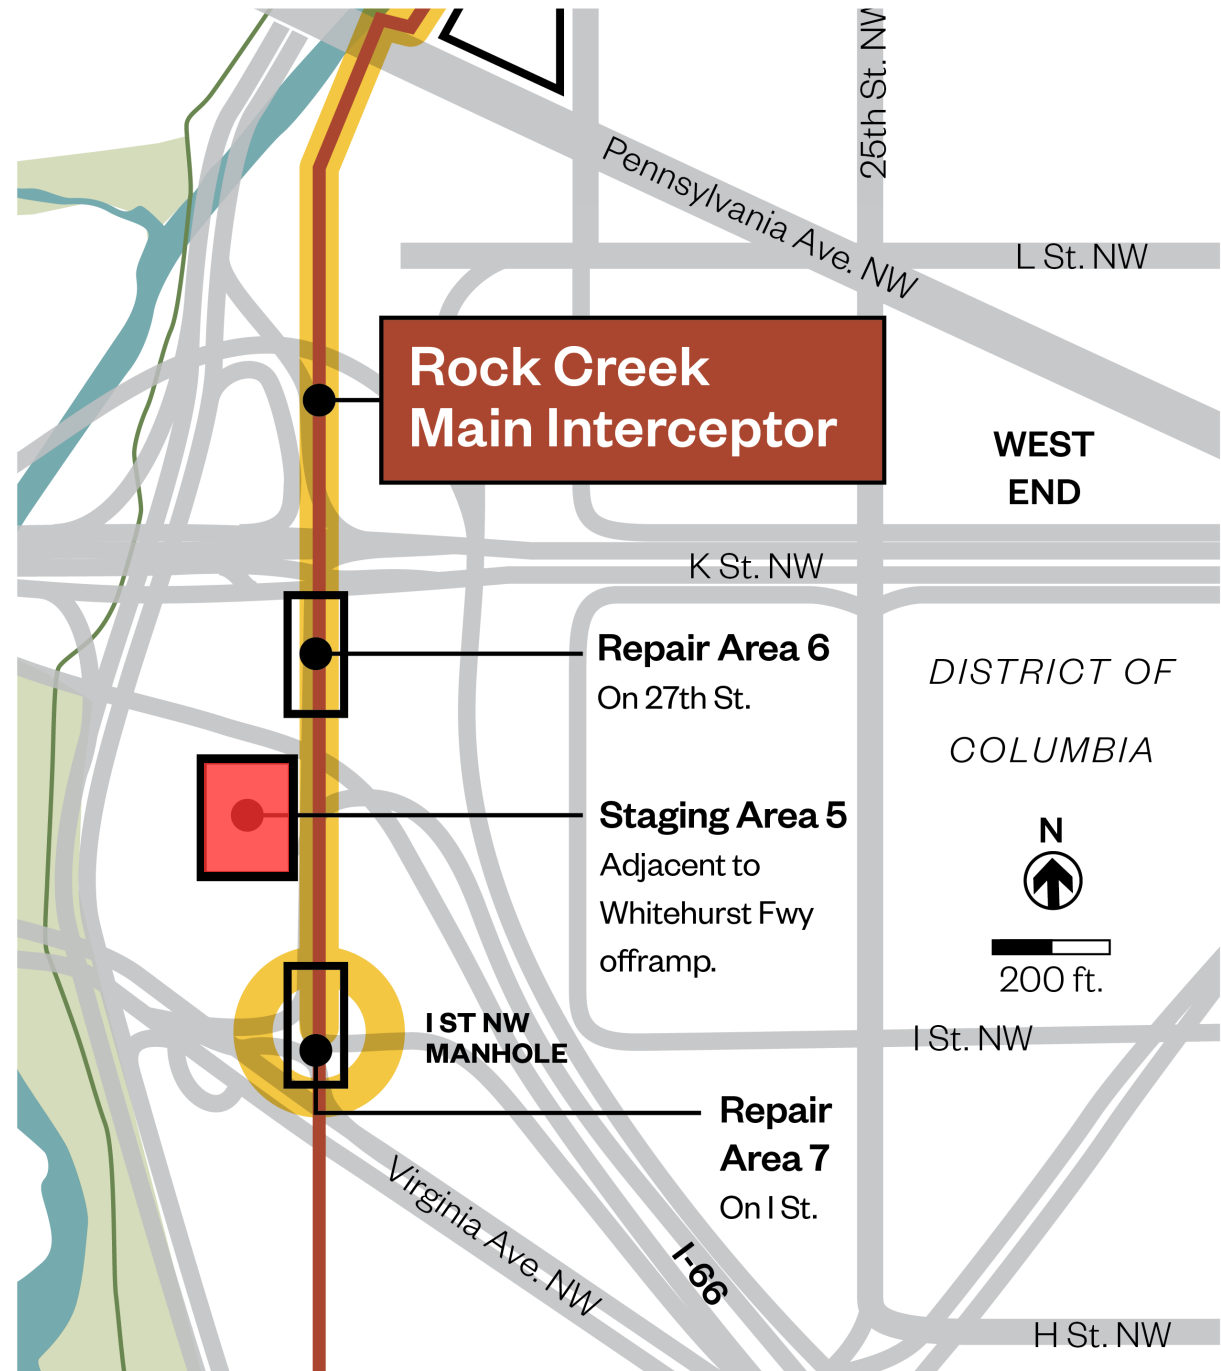 25th St. NW
Pennsylvania Ave. NW
L St. NW
Rock Creek
Main Interceptor
WEST
END
K St. NW
Repair Area 6
On 27th St.
DISTRICT OF
COLUMBIA
Staging Area 5
Adjacent to
Whitehurst Fwy
offramp.
N
200 ft.
I ST NW
MANHOLE
I St. NW
Repair
Area 7
On I St.
Virginia Ave. NW
I-66
H St. NW